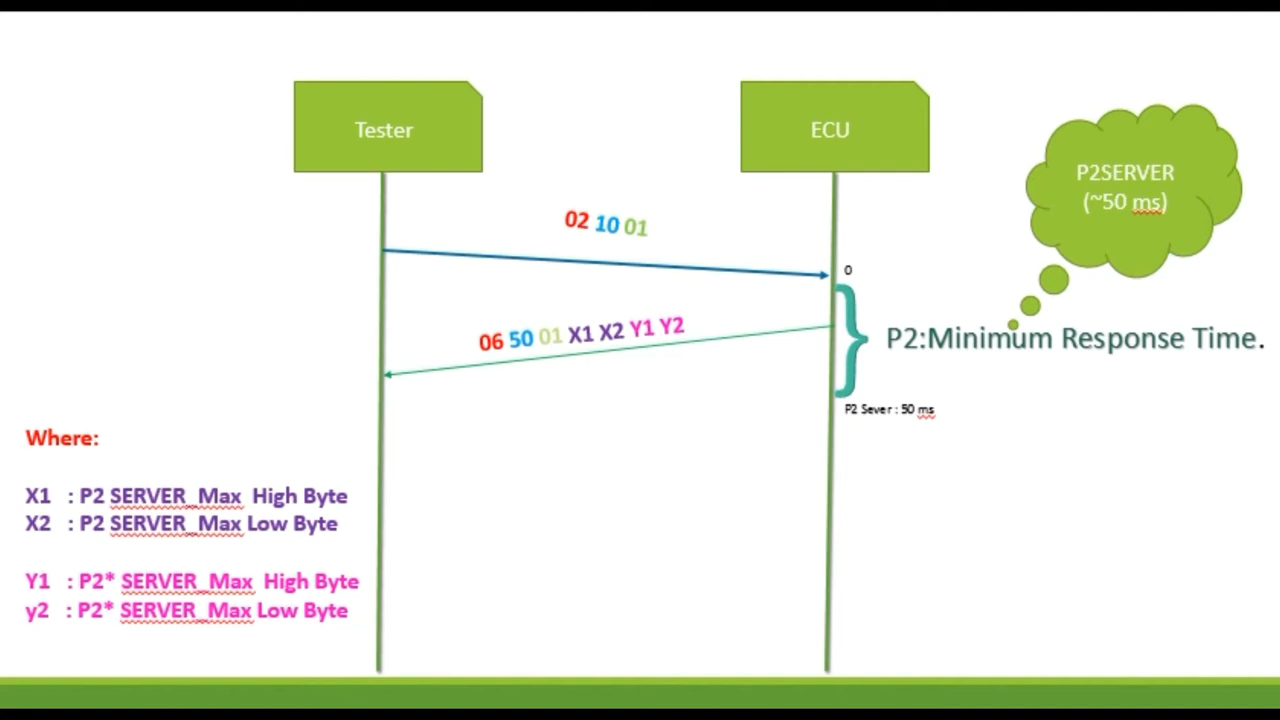 Tester
ECU
P2SERVER
(~50 ms)
02 10 01
0
06 50 01 X1 X2 Y1 Y2
P2:Minimum Response Time.
P2 Sever : 50 ms
Where:
X1 : P2 SERVER_Max High Byte
X2 : P2 SERVER_Max Low Byte
Y1 : P2* SERVER_Max High Byte
y2 : P2* SERVER_Max Low Byte